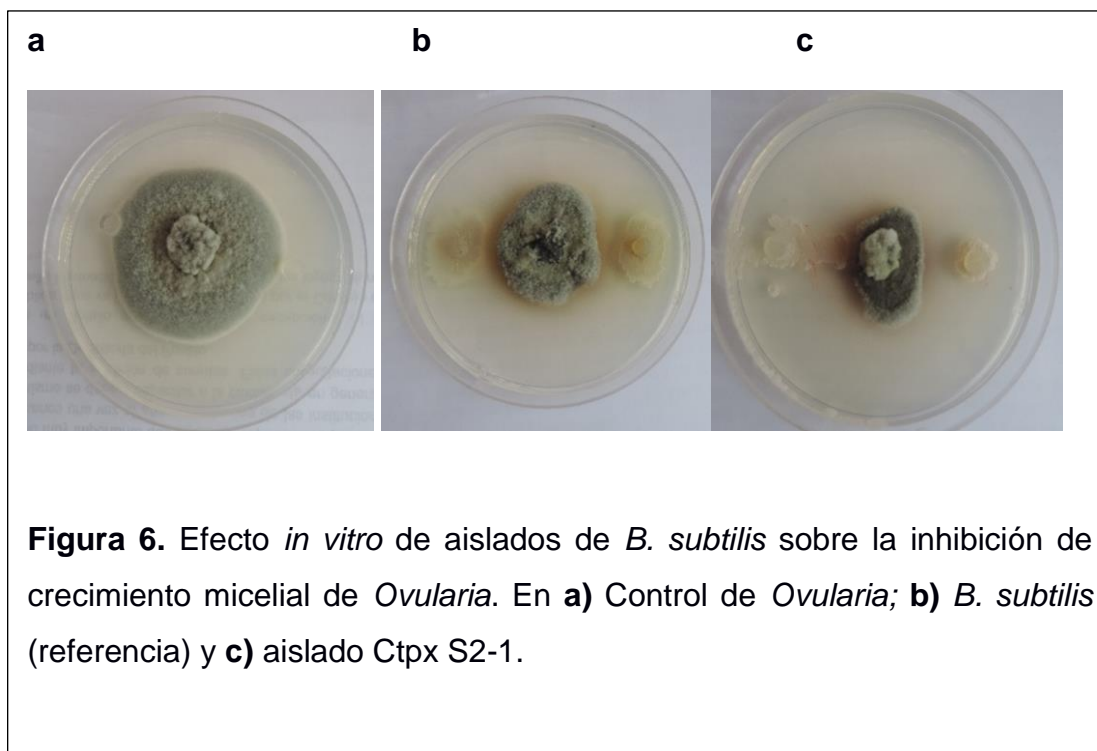 a b c
Figura 6. Efecto in vitro de aislados de B. subtilis sobre la inhibición de
crecimiento micelial de Ovularia. En a) Control de Ovularia; b) B. subtilis
(referencia) y c) aislado Ctpx S2-1.